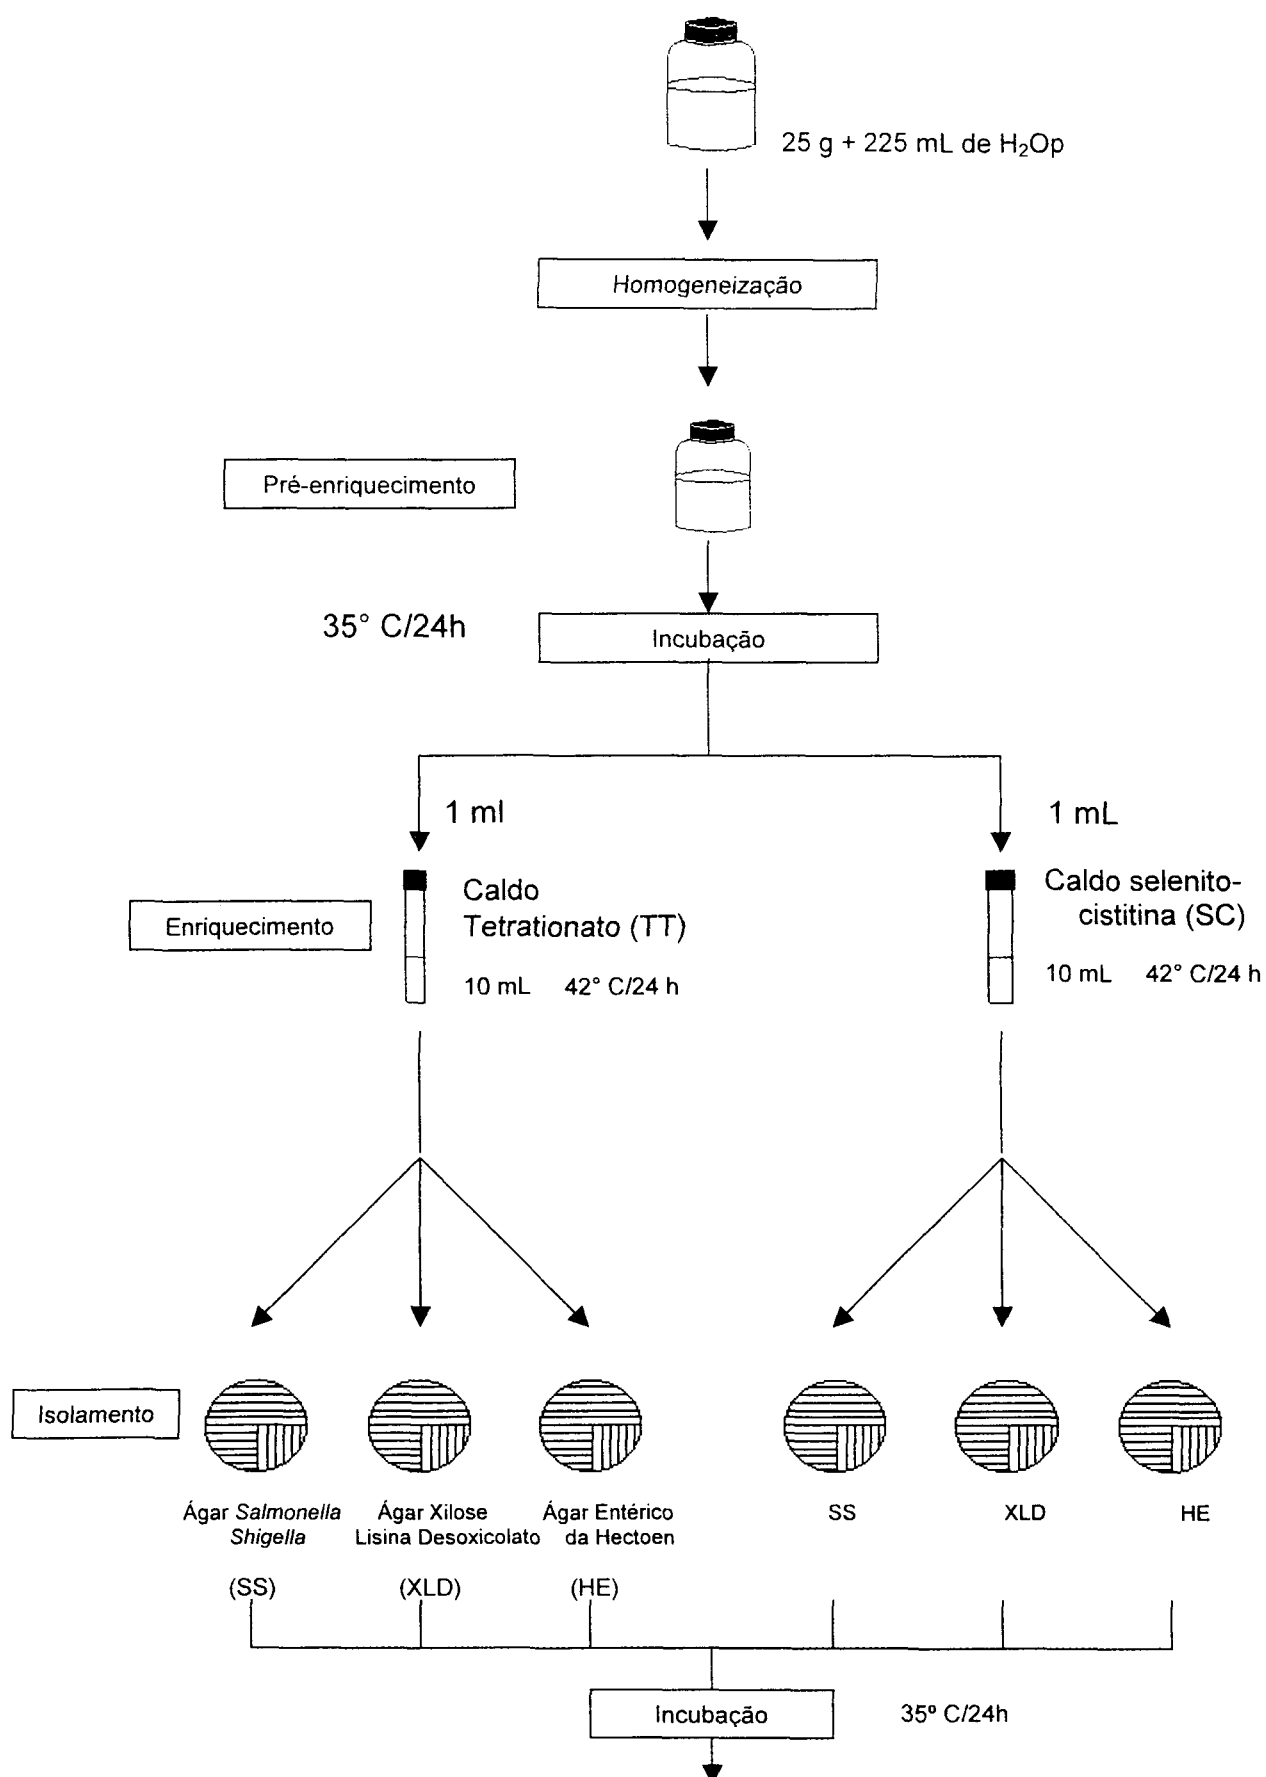 25 g + 225 mL de H₂Op
Homogeneização
Pré-enriquecimento
35° C/24h
Incubação
1 ml
1 mL
Enriquecimento
Caldo
Tetrationato (TT)
10 mL 42° C/24 h
Caldo selenito-
cistitina (SC)
10 mL 42° C/24 h
Isolamento
Ágar Salmonella
Shigella
(SS)
Ágar Xilose
Lisina Desoxicolato
(XLD)
Ágar Entérico
da Hectoen
(HE)
SS
XLD
HE
Incubação
35º C/24h